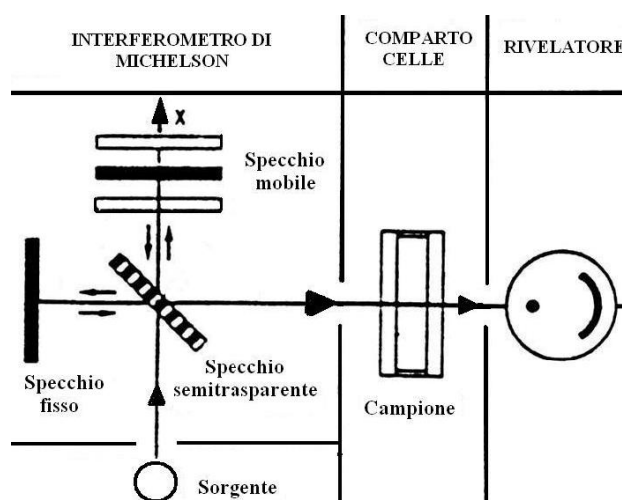 INTERFEROMETRO DI
MICHELSON
COMPARTO
CELLE
RIVELATORE
X
Specchio
mobile
Specchio
semitrasparente
Specchio
fisso
Campione
Sorgente